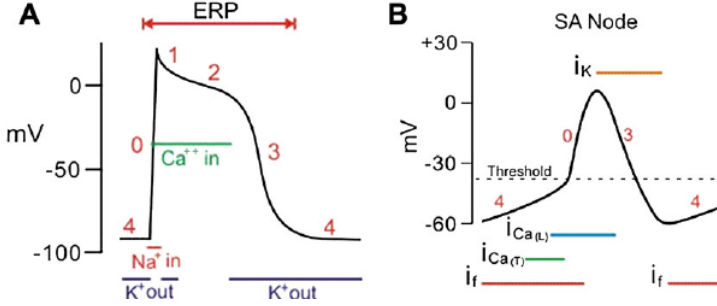 A
ERP
mV
0
-50
-100
0
1
2
3
4
4
Ca++ in
Na+ in
K+out
K+out
B
SA Node
mV
+30
0
-30
-60
iK
0
3
Threshold
4
4
iCa(L)
iCa(T)
if
if